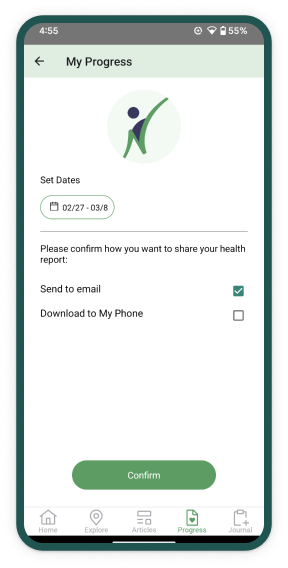 4:55
55%
My Progress
Set Dates
02/27 - 03/8
Please confirm how you want to share your health
report:
Send to email
Download to My Phone
Confirm
Home
Explore
Articles
Progress
Journal